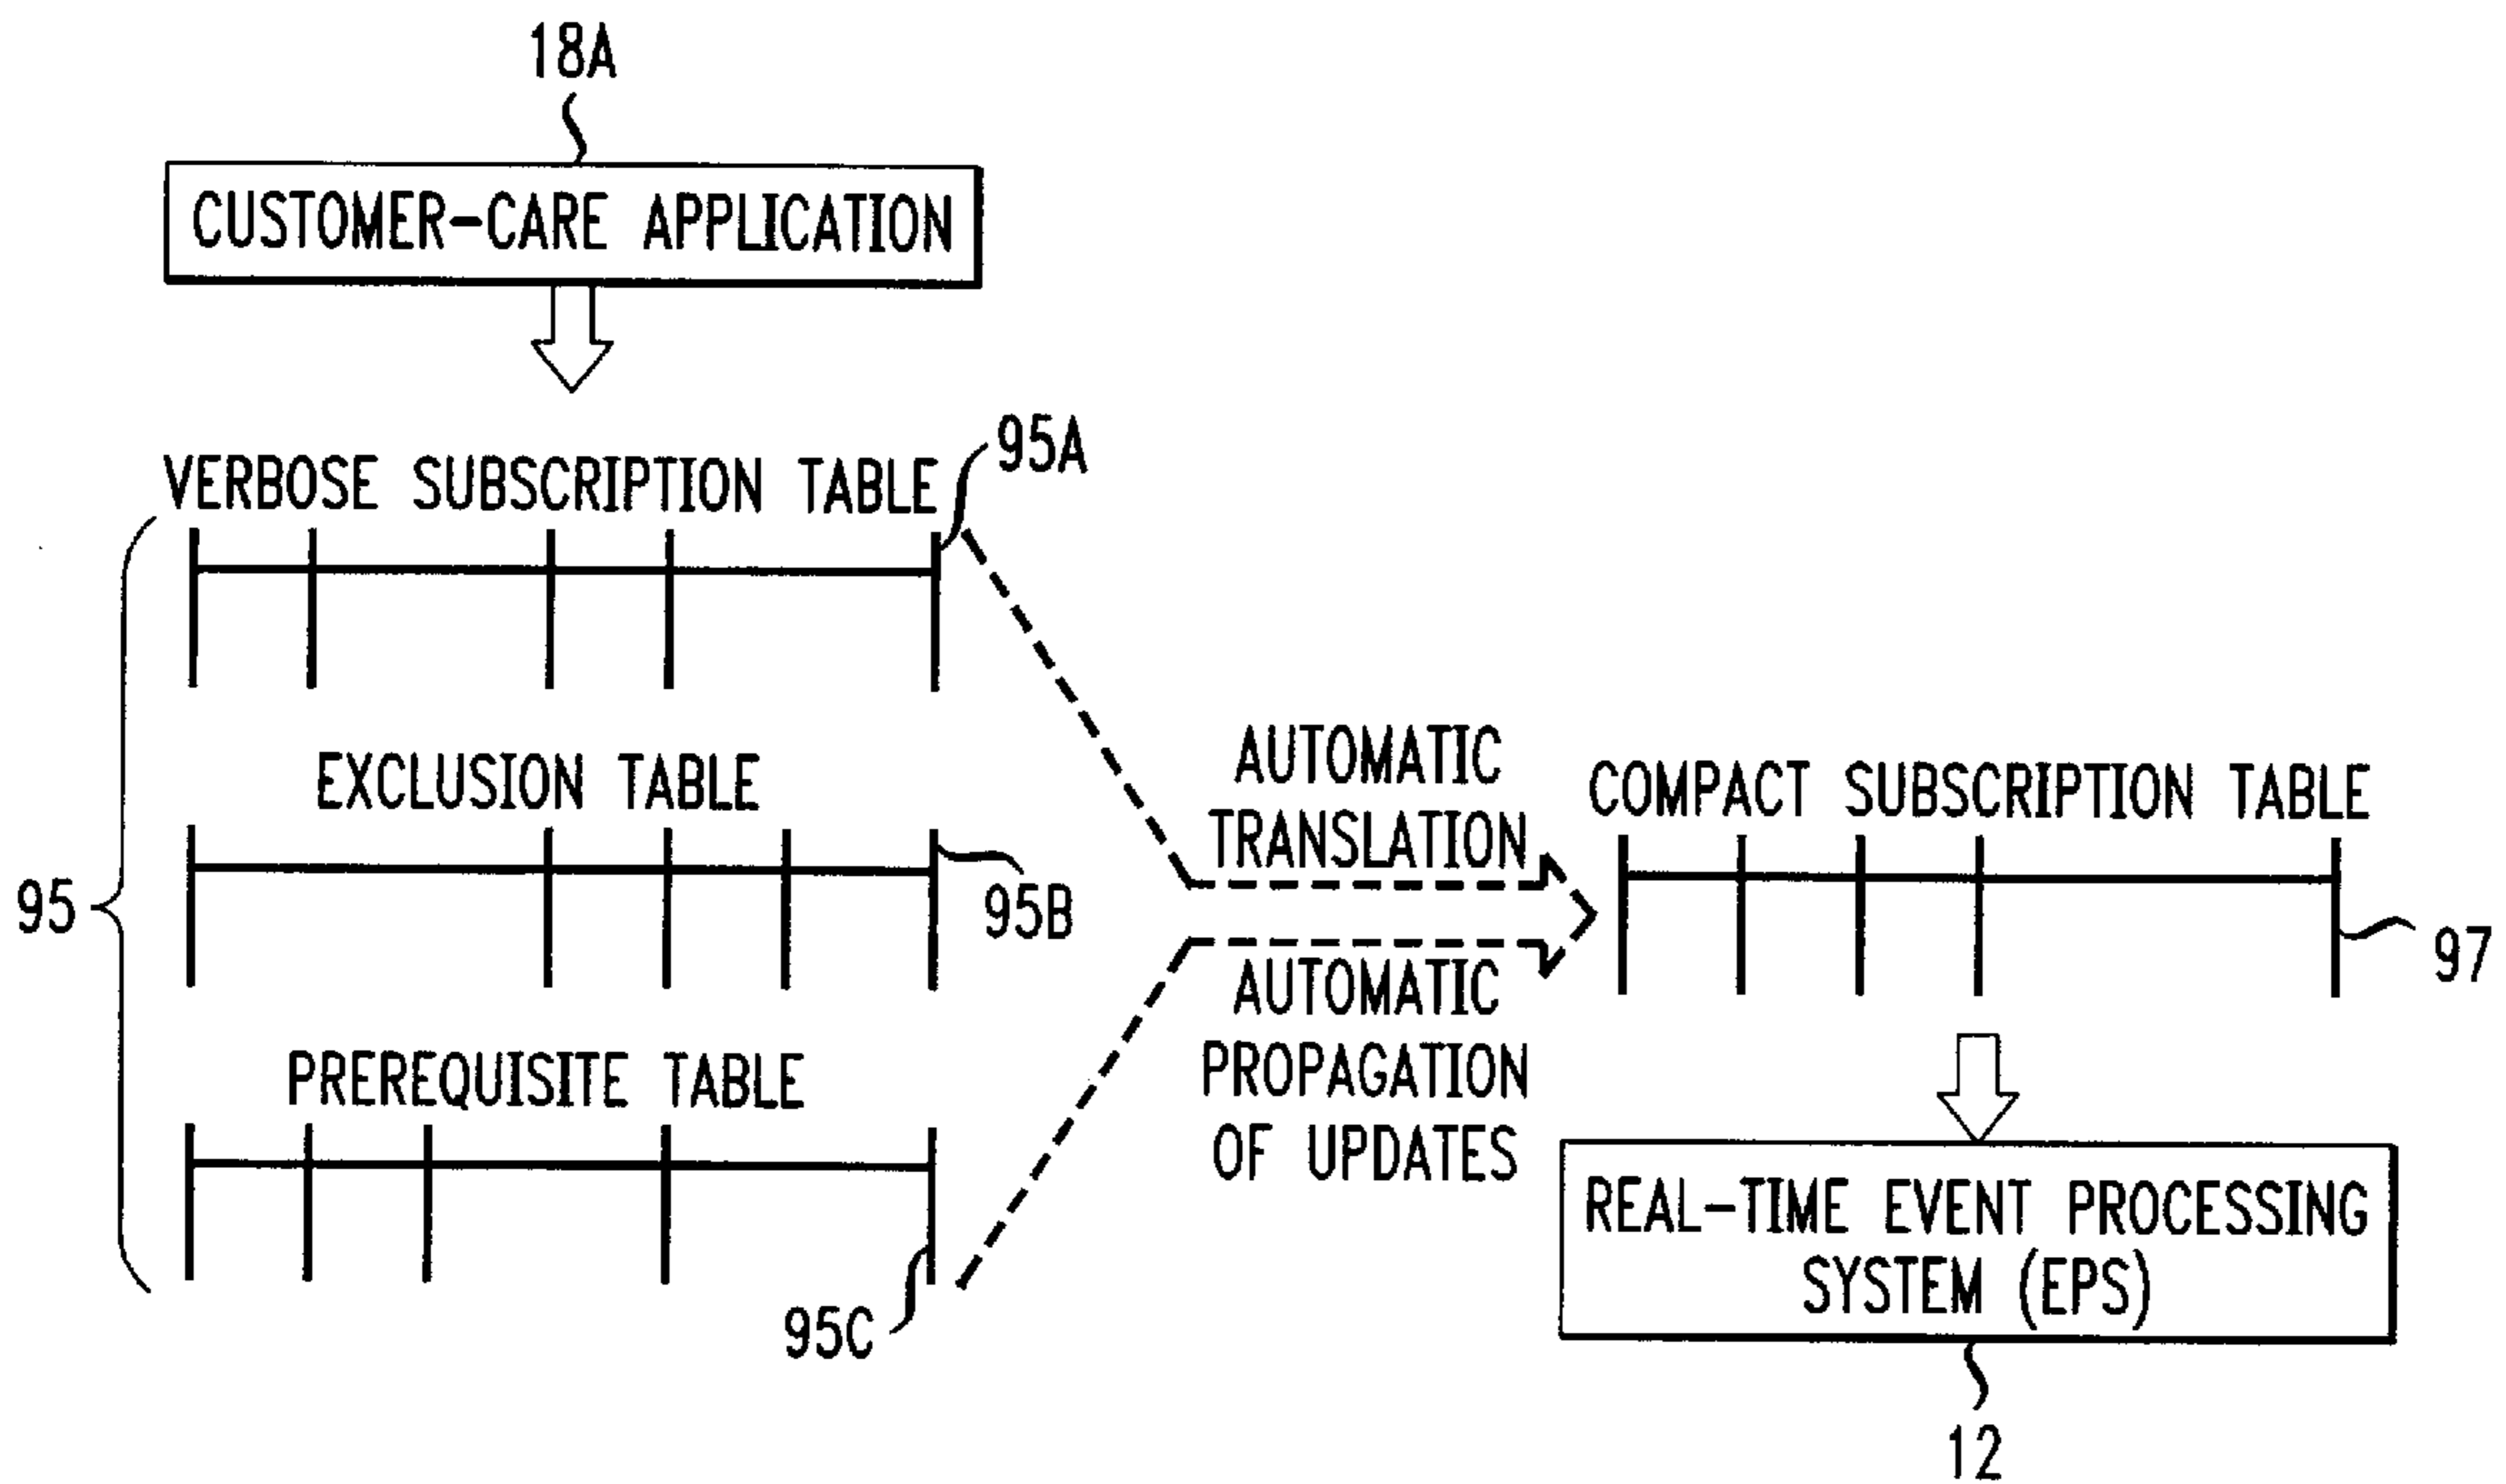 18A
CUSTOMER-CARE APPLICATION
VERBOSE SUBSCRIPTION TABLE
95A
EXCLUSION TABLE
95B
95
PREREQUISITE TABLE
95C
AUTOMATIC
TRANSLATION
AUTOMATIC
PROPAGATION
OF UPDATES
COMPACT SUBSCRIPTION TABLE
97
REAL-TIME EVENT PROCESSING
SYSTEM (EPS)
12